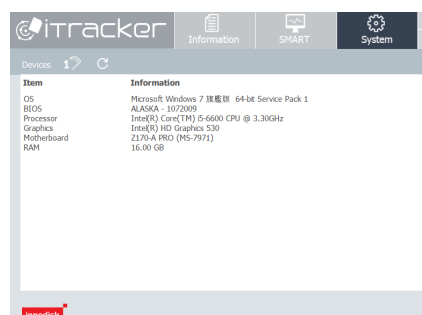 iTracker
Information
SMART
System
Devices 1
Item Information
OS Microsoft Windows 7 旗艦版 64-bit Service Pack 1
BIOS ALASKA - 1072009
Processor Intel(R) Core(TM) i5-6600 CPU @ 3.30GHz
Graphics Intel(R) HD Graphics 530
Motherboard Z170-A PRO (MS-7971)
RAM 16.00 GB
innodisk